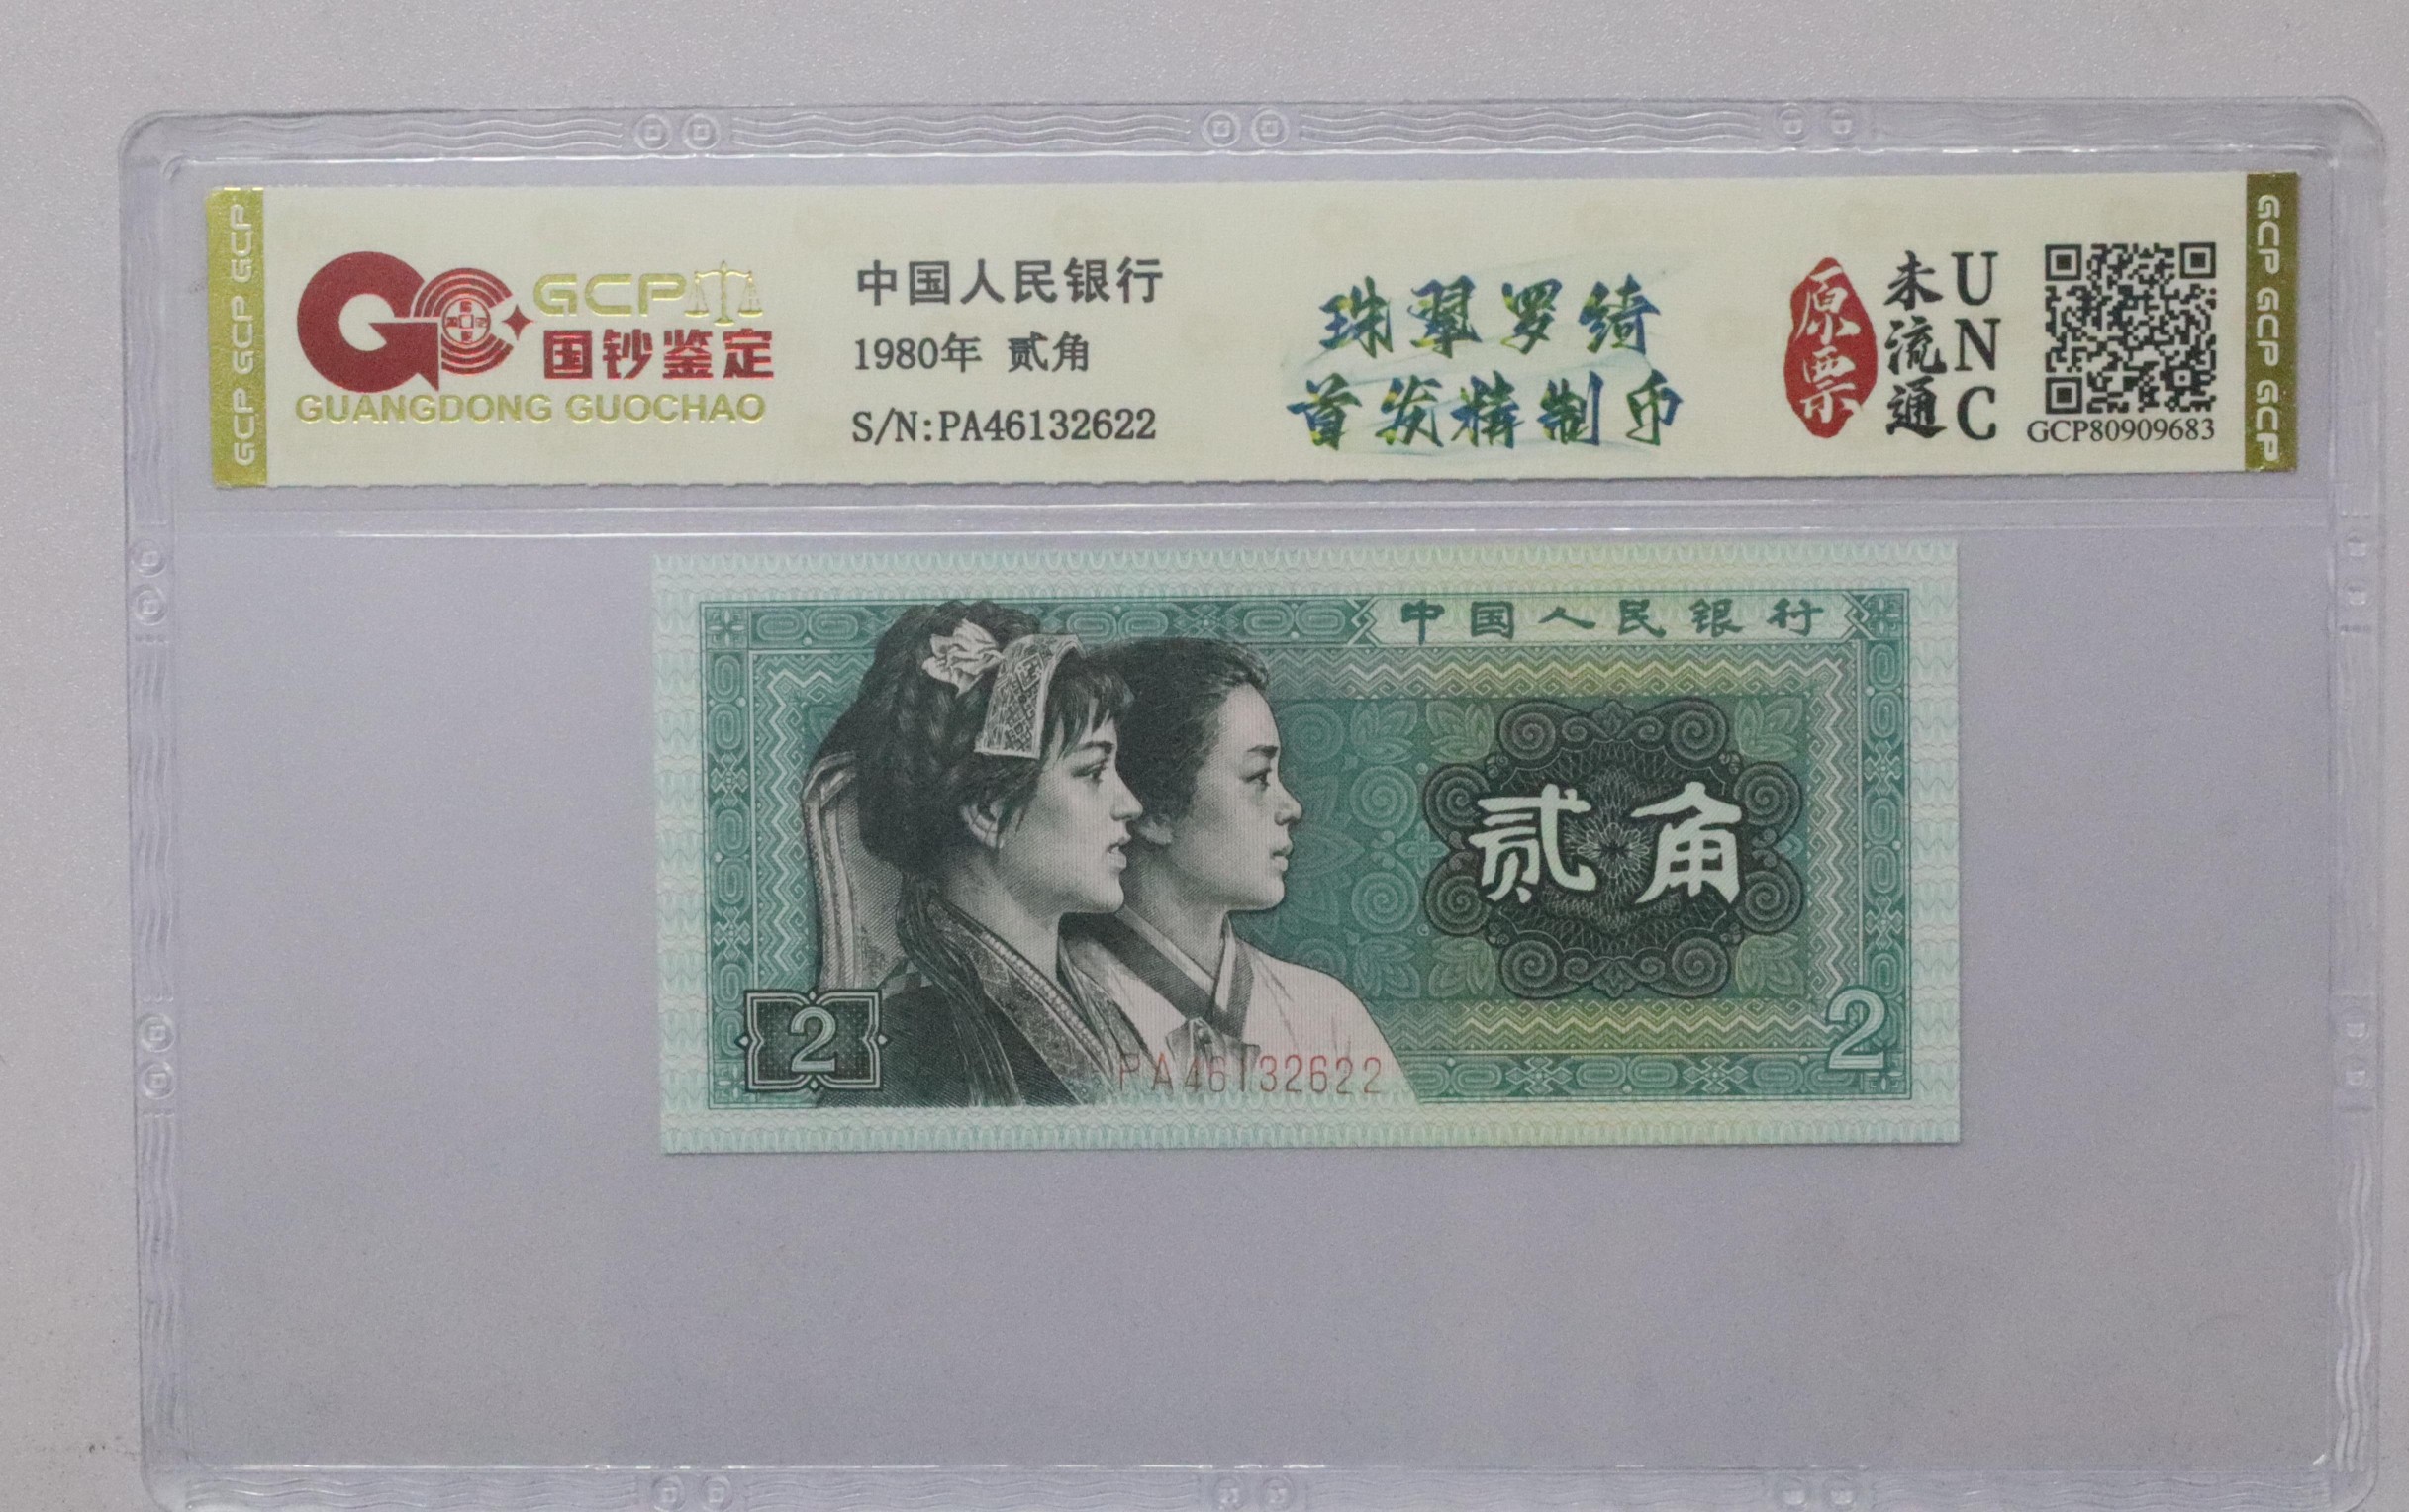 GCP GCP GCP
GCP
国钞鉴定
GUANGDONG GUOCHAO
中国人民银行
1980年 贰角
S/N:PA46132622
珠翠罗绮
首发精制币
原票
未流通
UNC
GCP80909683
GCP GCP GCP GCP
中国人民银行
贰角
2
2
PA46132622